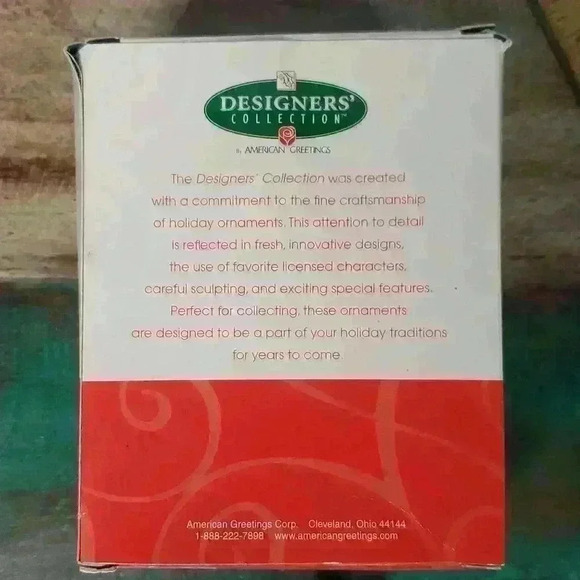 DESIGNERS'
COLLECTION™
by AMERICAN GREETINGS
The Designers' Collection was created
with a commitment to the fine craftsmanship
of holiday ornaments. This attention to detail
is reflected in fresh, innovative designs,
the use of favorite licensed characters,
careful sculpting, and exciting special features.
Perfect for collecting, these ornaments
are designed to be a part of your holiday traditions
for years to come
American Greetings Corp. Cleveland, Ohio 44144
1-888-222-7898 www.americangreetings.com